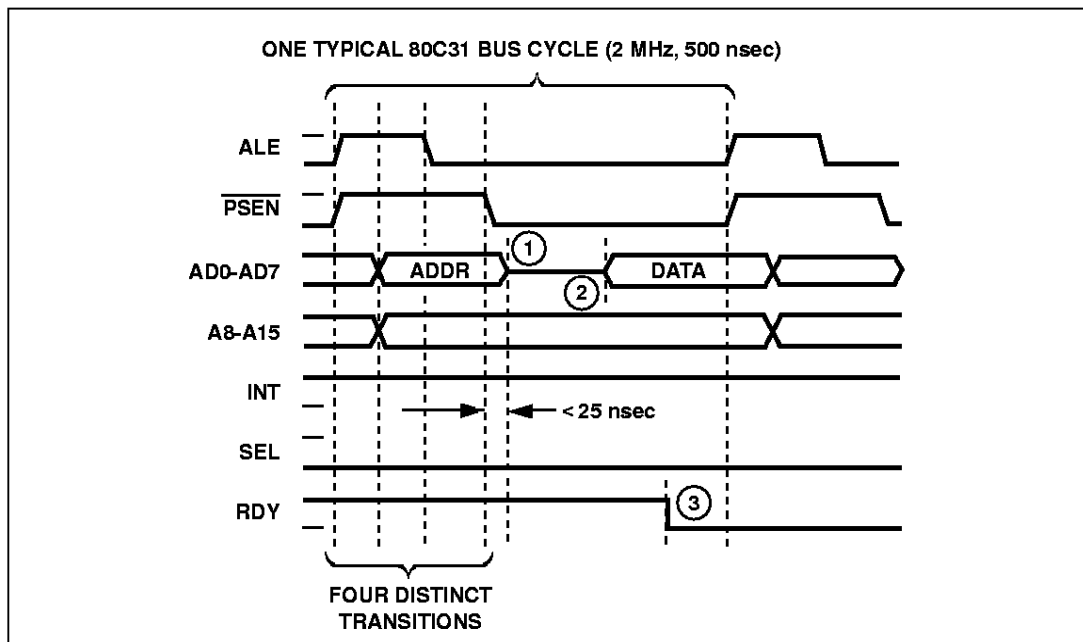 ONE TYPICAL 80C31 BUS CYCLE (2 MHz, 500 nsec)
ALE
PSEN
1
AD0-AD7
ADDR
DATA
2
A8-A15
INT
< 25 nsec
SEL
RDY
3
FOUR DISTINCT
TRANSITIONS